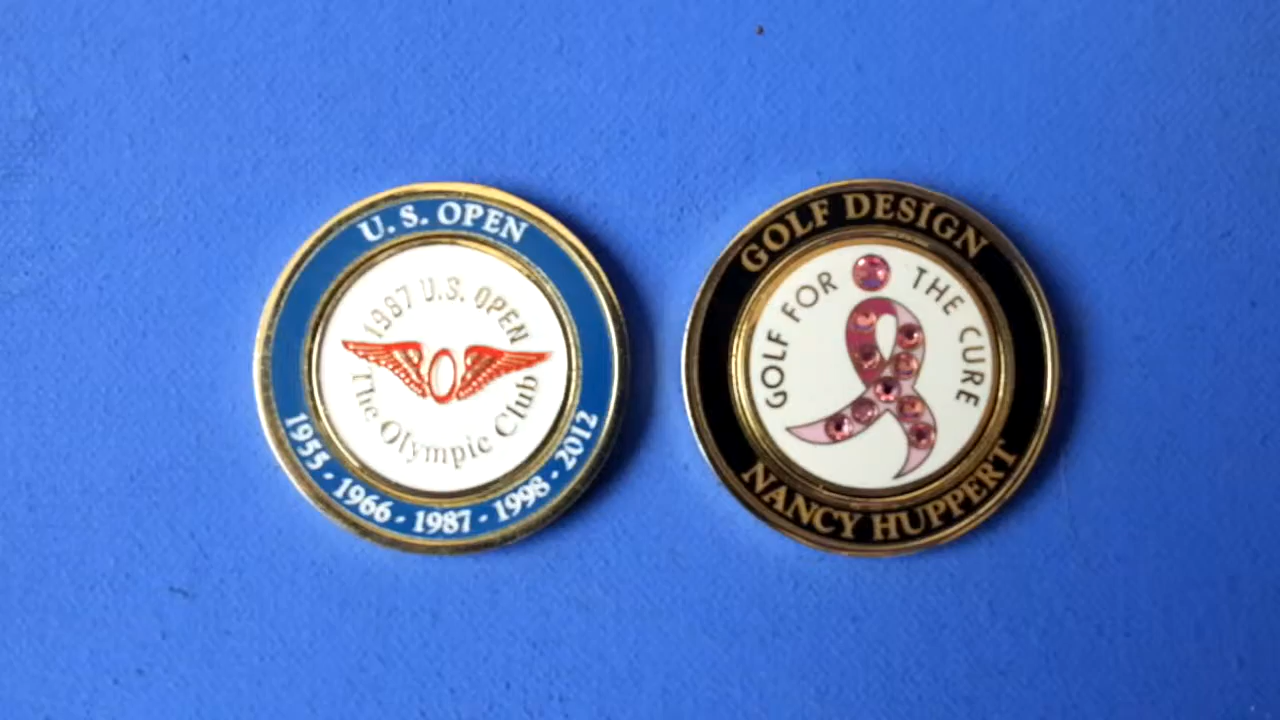 U. S. OPEN
1987 U.S. OPEN
The Olympic Club
1955 · 1966 · 1987 · 1998 · 2012
GOLF DESIGN
GOLF FOR THE CURE
NANCY HUPPERT